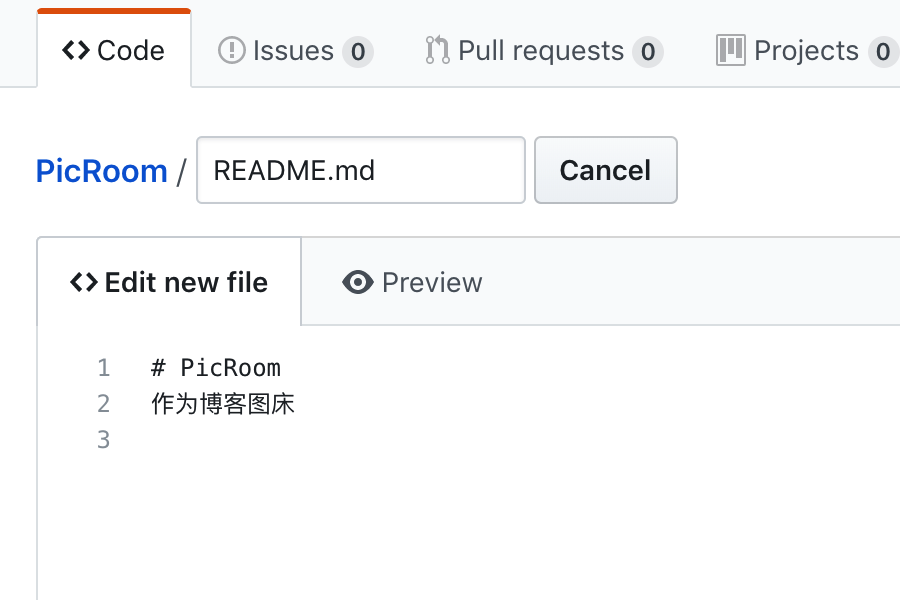 Code Issues 0 Pull requests 0 Projects 0
PicRoom / README.md Cancel
Edit new file Preview
1 # PicRoom
2 作为博客图床
3